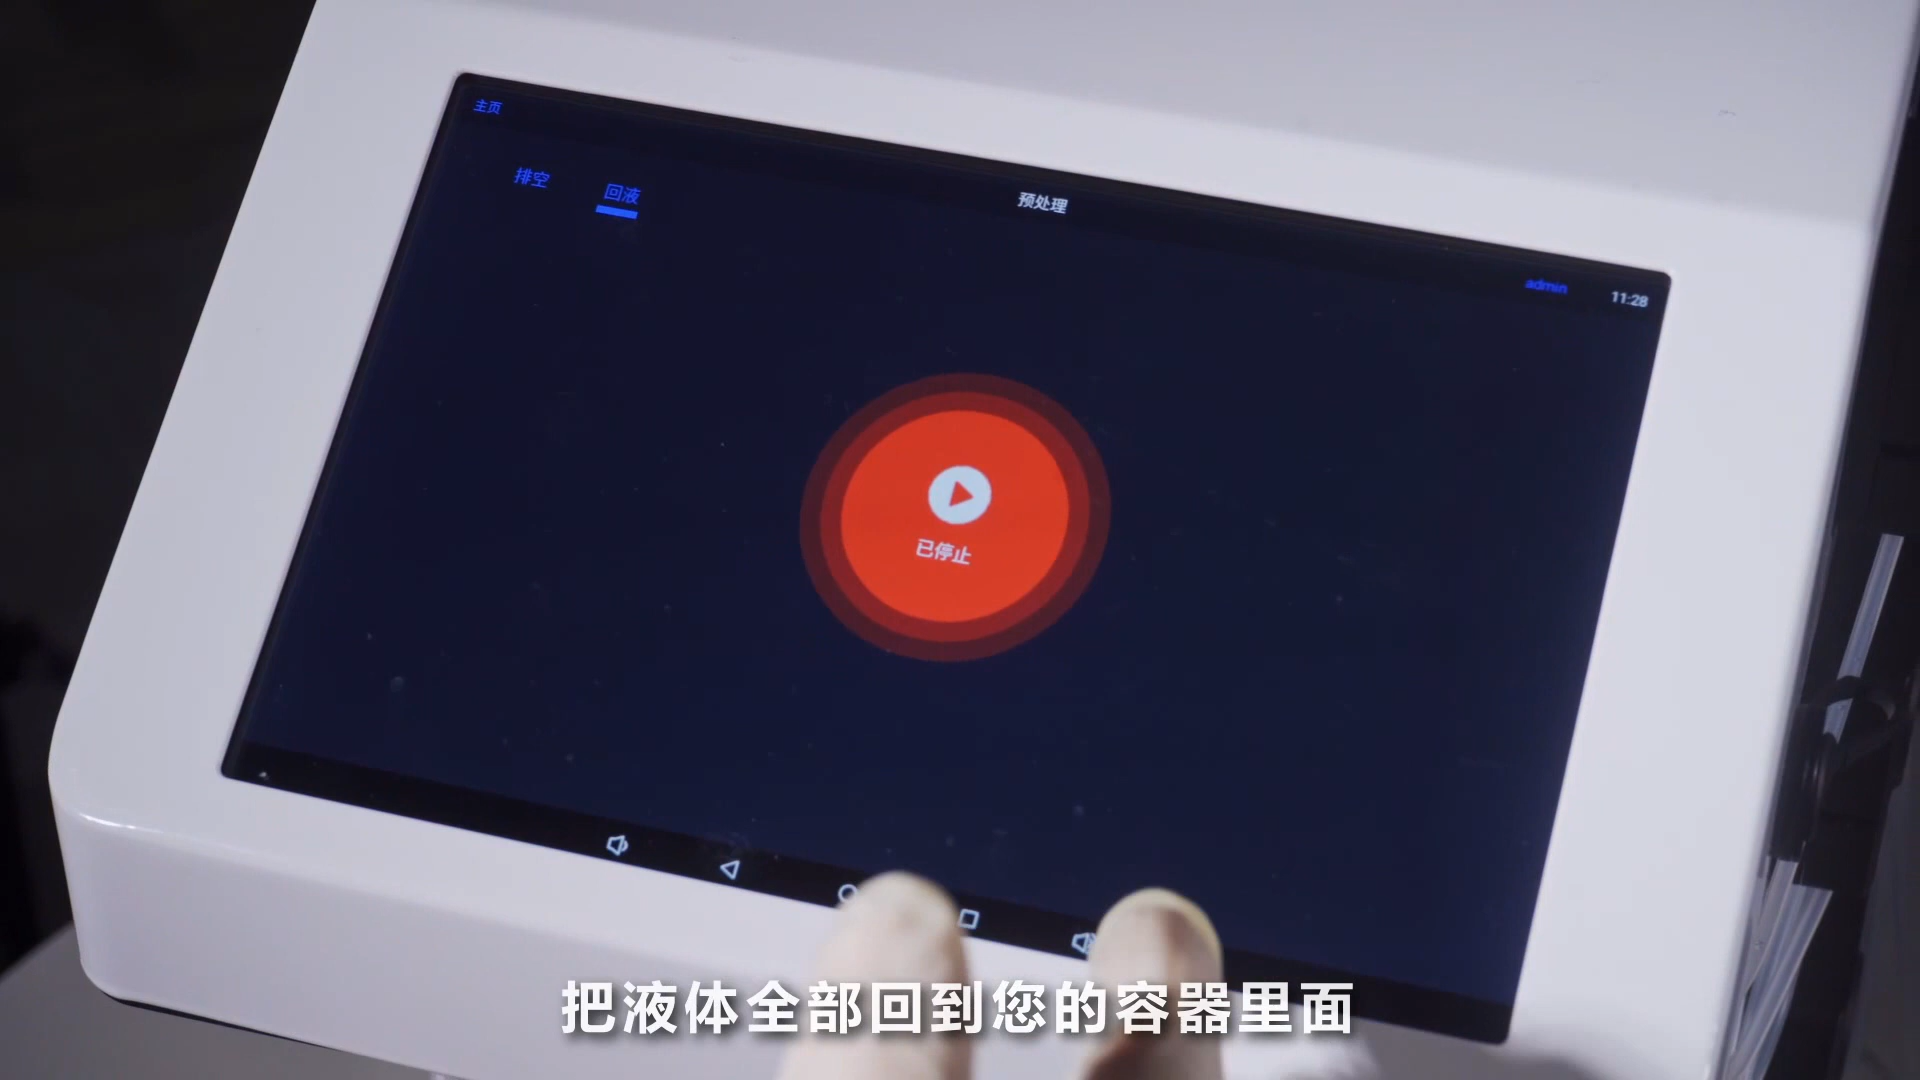 主页
排空
回液
预处理
admin
11:28
已停止
把液体全部回到您的容器里面